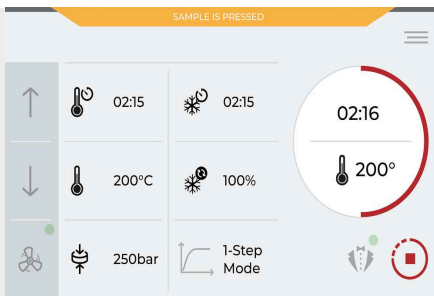 SAMPLE IS PRESSED
02:15
02:15
02:16
200°C
100%
200°
250bar
1-Step
Mode